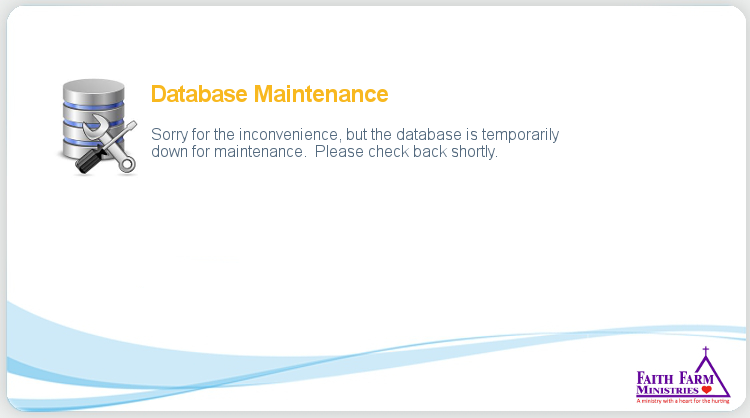 Database Maintenance
Sorry for the inconvenience, but the database is temporarily
down for maintenance.  Please check back shortly.
FAITH FARM
MINISTRIES
A ministry with a heart for the hurting